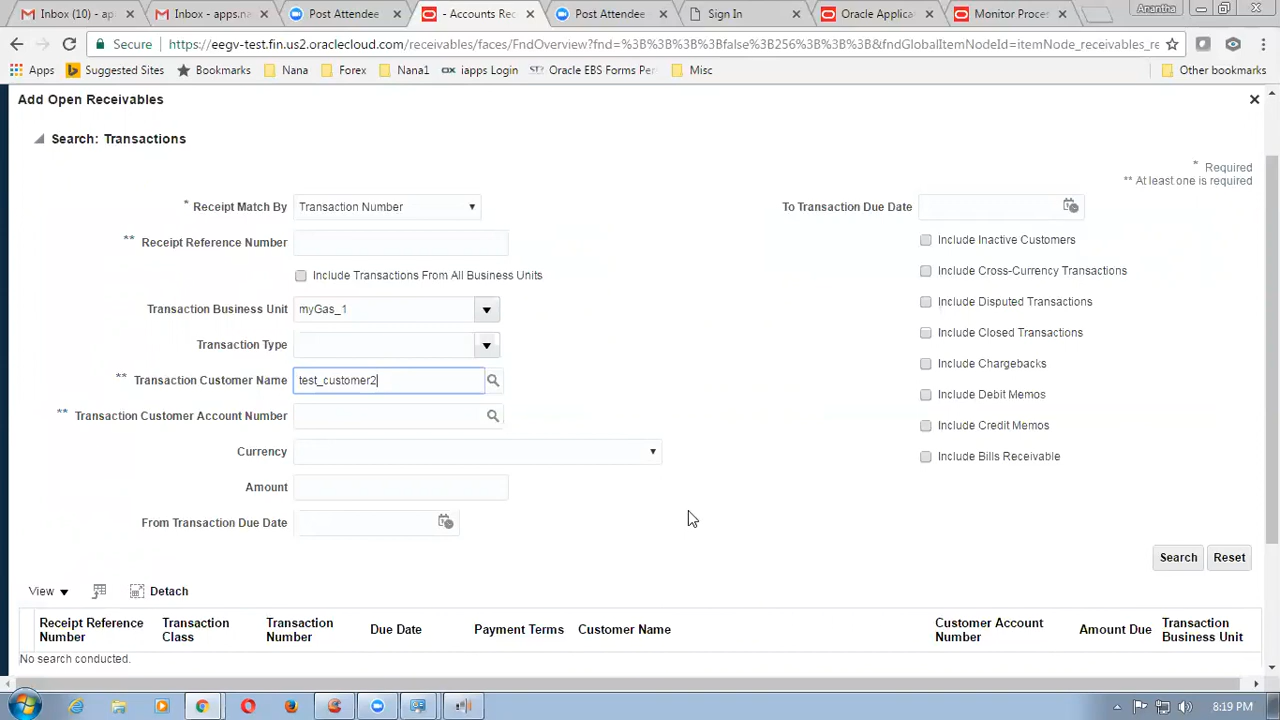 Inbox (10) - ap
Inbox - apps.na
Post Attendee
- Accounts Rec
Post Attendee
Sign In
Oracle Applica
Monitor Proces
Anantha
Secure
https://eegv-test.fin.us2.oraclecloud.com/receivables/faces/FndOverview?fnd=%3B%3B%3B%3Bfalse%3B256%3B%3B%3B&fndGlobalItemNodeId=itemNode_receivables_re
Apps
Suggested Sites
Bookmarks
Nana
Forex
Nana1
iapps Login
Oracle EBS Forms Per
Misc
Other bookmarks
Add Open Receivables
Search: Transactions
* Required
** At least one is required
* Receipt Match By Transaction Number
To Transaction Due Date
** Receipt Reference Number
Include Inactive Customers
Include Transactions From All Business Units
Include Cross-Currency Transactions
Transaction Business Unit myGas_1
Include Disputed Transactions
Transaction Type
Include Closed Transactions
** Transaction Customer Name test_customer2
Include Chargebacks
Include Debit Memos
** Transaction Customer Account Number
Include Credit Memos
Currency
Include Bills Receivable
Amount
From Transaction Due Date
Search Reset
View Detach
Receipt Reference Number
Transaction Class
Transaction Number
Due Date
Payment Terms
Customer Name
Customer Account Number
Amount Due
Transaction Business Unit
No search conducted.
8:19 PM